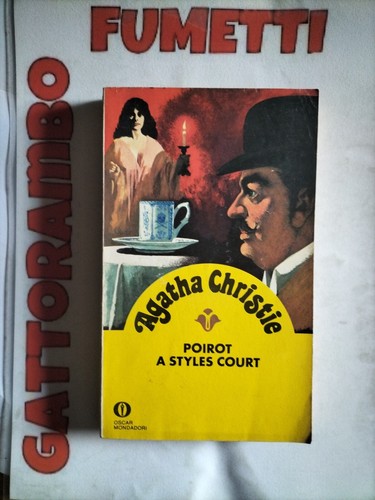 FUMETTI
GATTORAMBO
Agatha Christie
POIROT
A STYLES COURT
OSCAR
MONDADORI